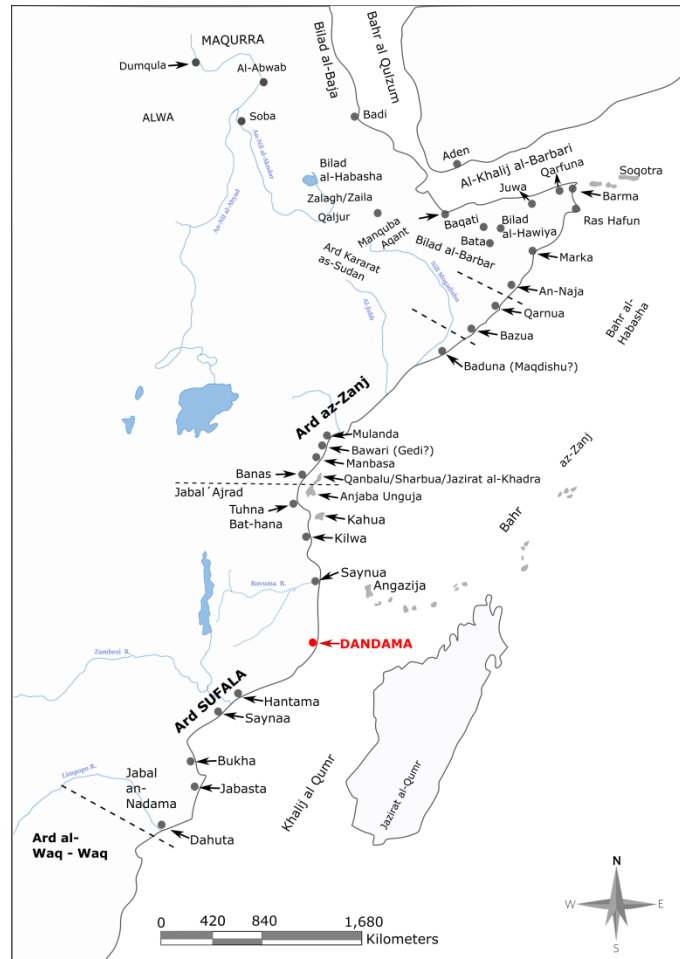 MAQURRA
Dumqula
Al-Abwab
Bilad al-Baja
Bahr al Qulzum
ALWA
Soba
Badi
An-Nil al-Abyad
An-Nil al-Akhdar
Aden
Al-Khalij al-Barbari
Bilad
al-Habasha
Qarfuna
Juwa
Soqotra
Barma
Zalagh/Zaila
Qaljur
Manquba
Aqant
Baqati
Bilad
al-Hawiya
Bata
Ras Hafun
Bilad al-Barbar
Ard Kararat
as-Sudan
Marka
Al-Jubb
Nill Mogadishu
An-Naja
Qarnua
Bahr al-
Habasha
Bazua
Baduna (Maqdishu?)
Ard az-Zanj
Mulanda
Bawari (Gedi?)
Manbasa
Banas
Qanbalu/Sharbua/Jazirat al-Khadra
Jabal ´Ajrad
Anjaba Unguja
Tuhna
Bat-hana
Kahua
Kilwa
Bahr
az-Zanj
Saynua
Angazija
Rovuma R.
DANDAMA
Zambezi R.
Ard SUFALA
Hantama
Saynaa
Bukha
Khalij al Qumr
Jazirat al-Qumr
Limpopo R.
Jabal
an-
Nadama
Jabasta
Dahuta
Ard al-
Waq - Waq
N
W
E
S
0 420 840 1,680
Kilometers